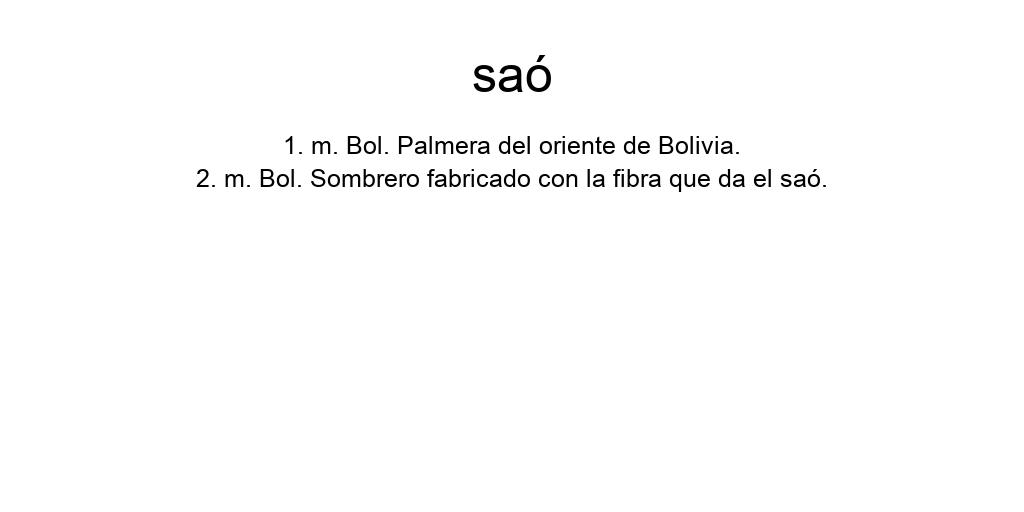 saó
1. m. Bol. Palmera del oriente de Bolivia.
2. m. Bol. Sombrero fabricado con la fibra que da el saó.